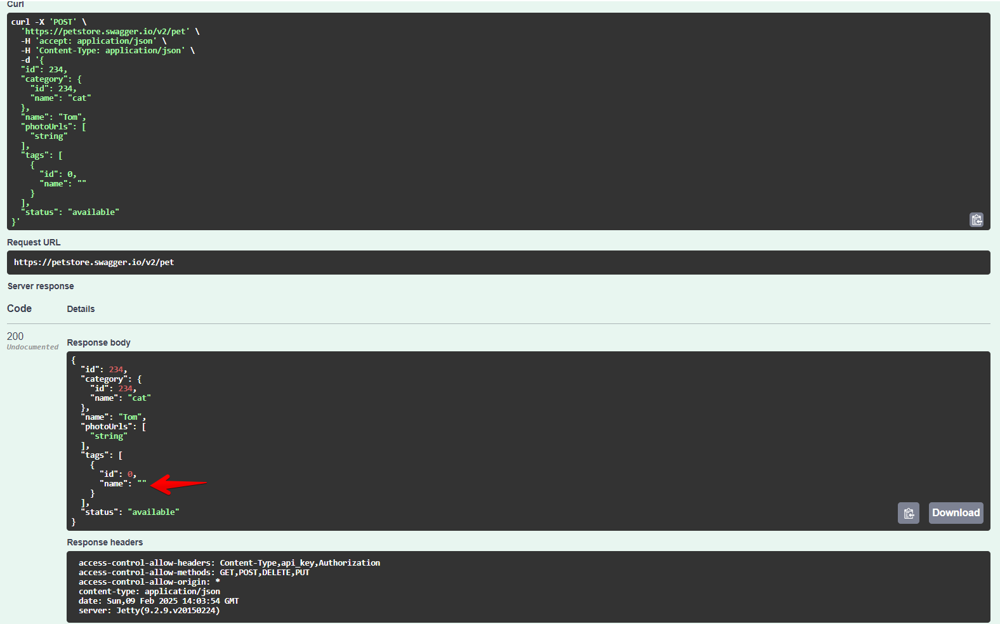 Curl
curl -X 'POST' \
  'https://petstore.swagger.io/v2/pet' \
  -H 'accept: application/json' \
  -H 'Content-Type: application/json' \
  -d '{
  "id": 234,
  "category": {
    "id": 234,
    "name": "cat"
  },
  "name": "Tom",
  "photoUrls": [
    "string"
  ],
  "tags": [
    {
      "id": 0,
      "name": ""
    }
  ],
  "status": "available"
}'
Request URL
https://petstore.swagger.io/v2/pet
Server response
Code Details
200
Undocumented
Response body
{
  "id": 234,
  "category": {
    "id": 234,
    "name": "cat"
  },
  "name": "Tom",
  "photoUrls": [
    "string"
  ],
  "tags": [
    {
      "id": 0,
      "name": ""
    }
  ],
  "status": "available"
}
Download
Response headers
access-control-allow-headers: Content-Type,api_key,Authorization
access-control-allow-methods: GET,POST,DELETE,PUT
access-control-allow-origin: *
content-type: application/json
date: Sun,09 Feb 2025 14:03:54 GMT
server: Jetty(9.2.9.v20150224)